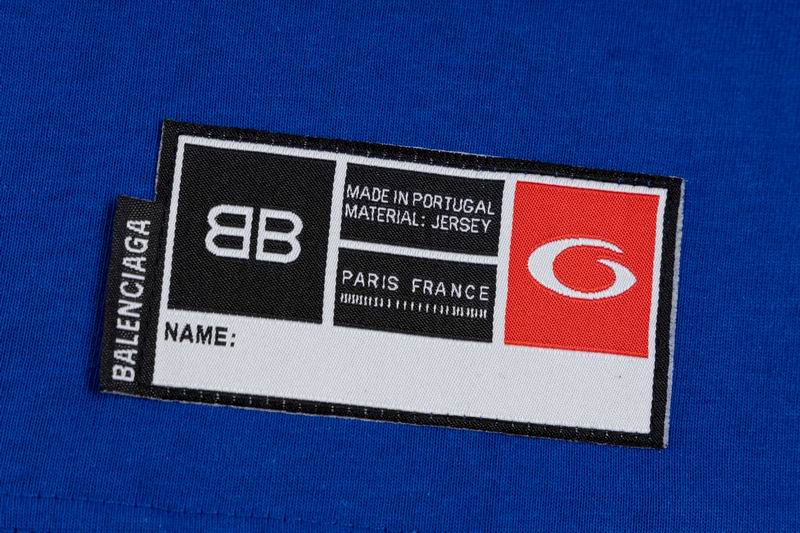 BALENCIAGA
BB
MADE IN PORTUGAL
MATERIAL: JERSEY
PARIS FRANCE
NAME: